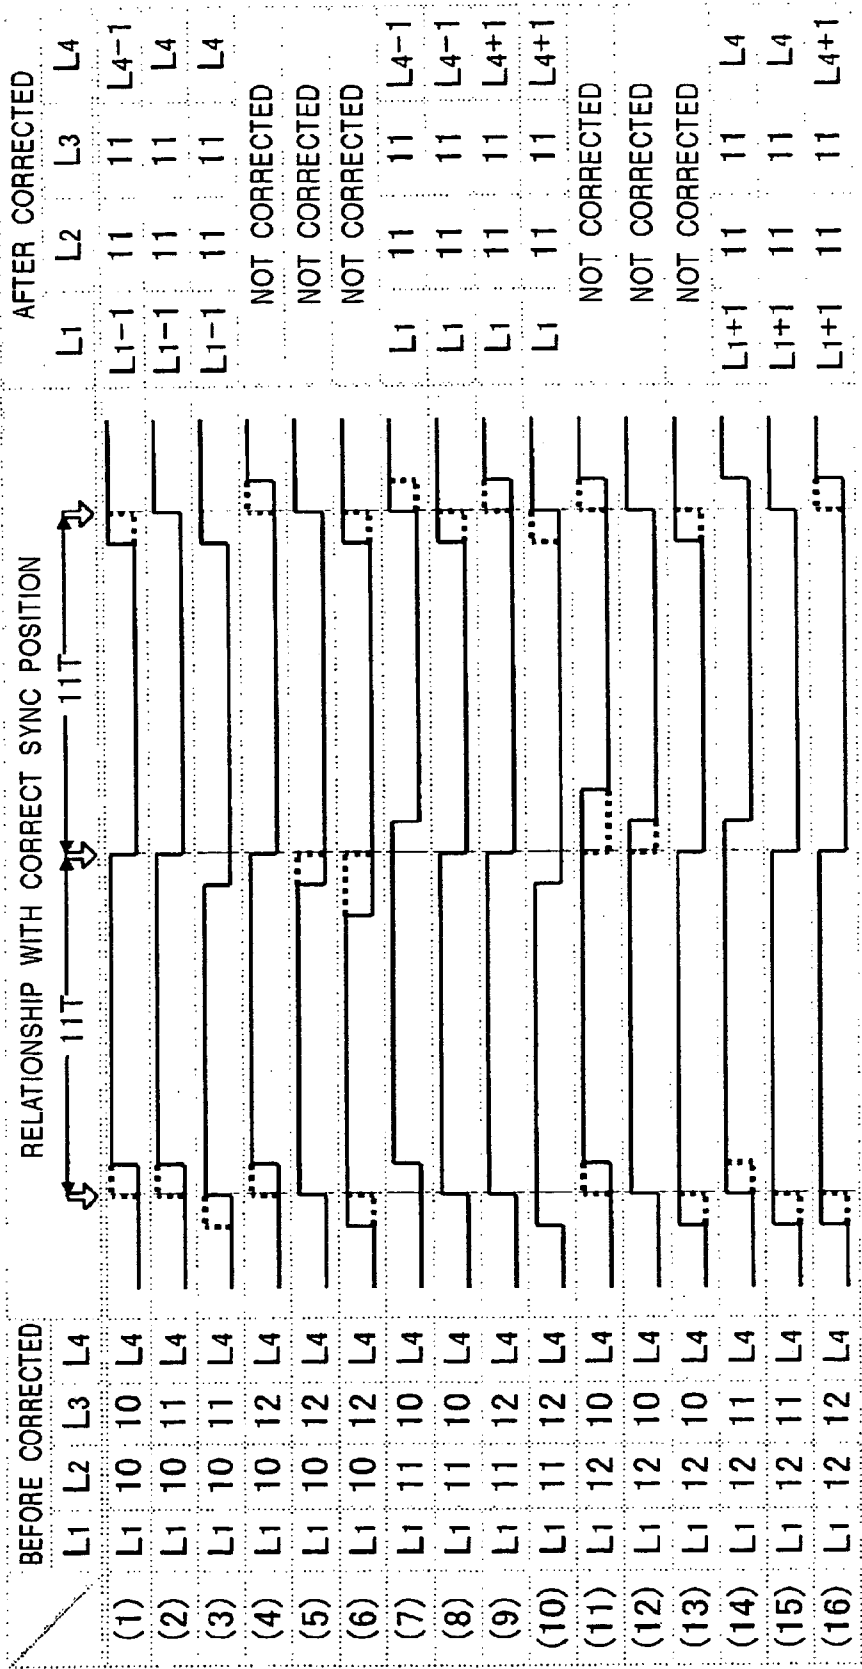 BEFORE CORRECTED RELATIONSHIP WITH CORRECT SYNC POSITION AFTER CORRECTED
L1 L2 L3 L4 11T 11T L1 L2 L3 L4
(1) L1 10 10 L4 L1-1 11 11 L4-1
(2) L1 10 11 L4 L1-1 11 11 L4
(3) L1 10 11 L4 L1-1 11 11 L4
(4) L1 10 12 L4 NOT CORRECTED
(5) L1 10 12 L4 NOT CORRECTED
(6) L1 10 12 L4 NOT CORRECTED
(7) L1 11 10 L4 L1 11 11 L4-1
(8) L1 11 10 L4 L1 11 11 L4-1
(9) L1 11 12 L4 L1 11 11 L4+1
(10) L1 11 12 L4 L1 11 11 L4+1
(11) L1 12 10 L4 NOT CORRECTED
(12) L1 12 10 L4 NOT CORRECTED
(13) L1 12 10 L4 NOT CORRECTED
(14) L1 12 11 L4 L1+1 11 11 L4
(15) L1 12 11 L4 L1+1 11 11 L4
(16) L1 12 12 L4 L1+1 11 11 L4+1